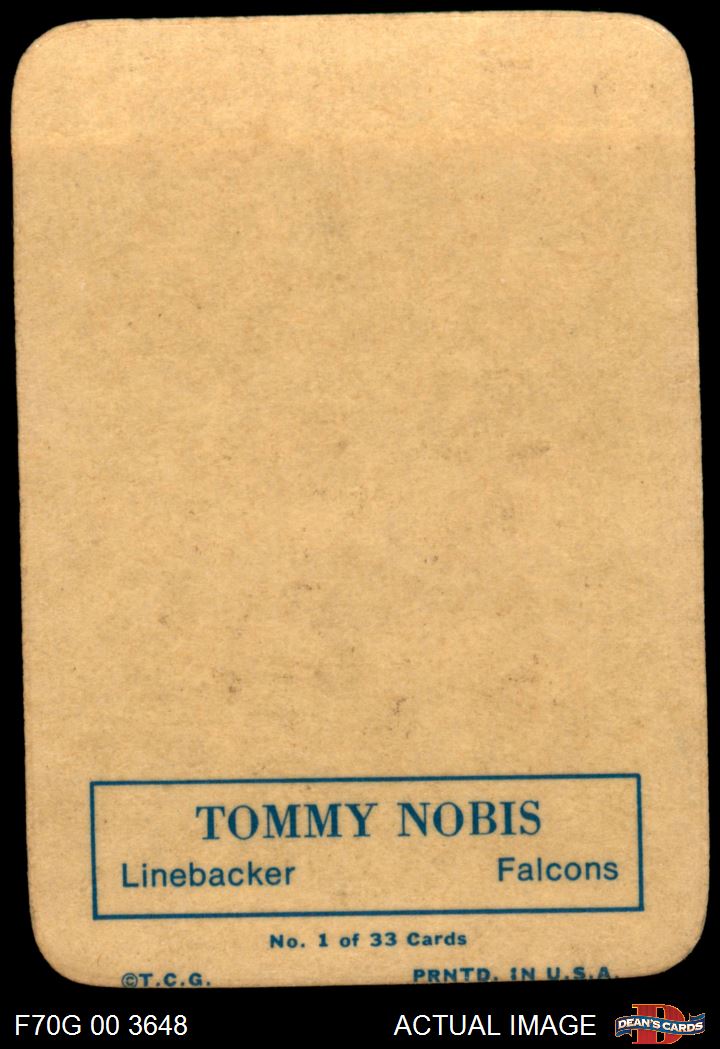 TOMMY NOBIS
Linebacker Falcons
No. 1 of 33 Cards
©T.C.G. PRNTD. IN U.S.A.
F70G 00 3648 ACTUAL IMAGE DEAN'S CARDS